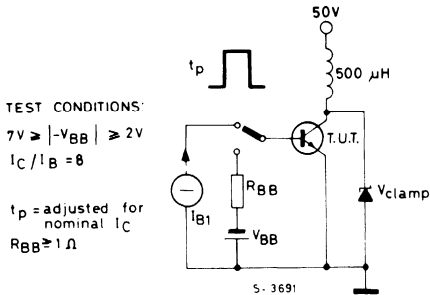 50V
tp
500 µH
TEST CONDITIONS:
7V ≥ |-VBB| ≥ 2V
IC/IB = 8
T.U.T.
RBB
Vclamp
IB1
VBB
tp = adjusted for
nominal IC
RBB ≥ 1 Ω
S-3691